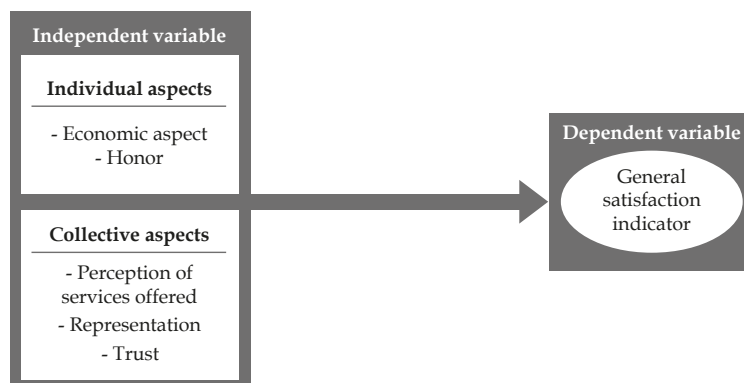 Independent variable
Individual aspects
- Economic aspect
- Honor
Collective aspects
- Perception of
services offered
- Representation
- Trust
Dependent variable
General
satisfaction
indicator